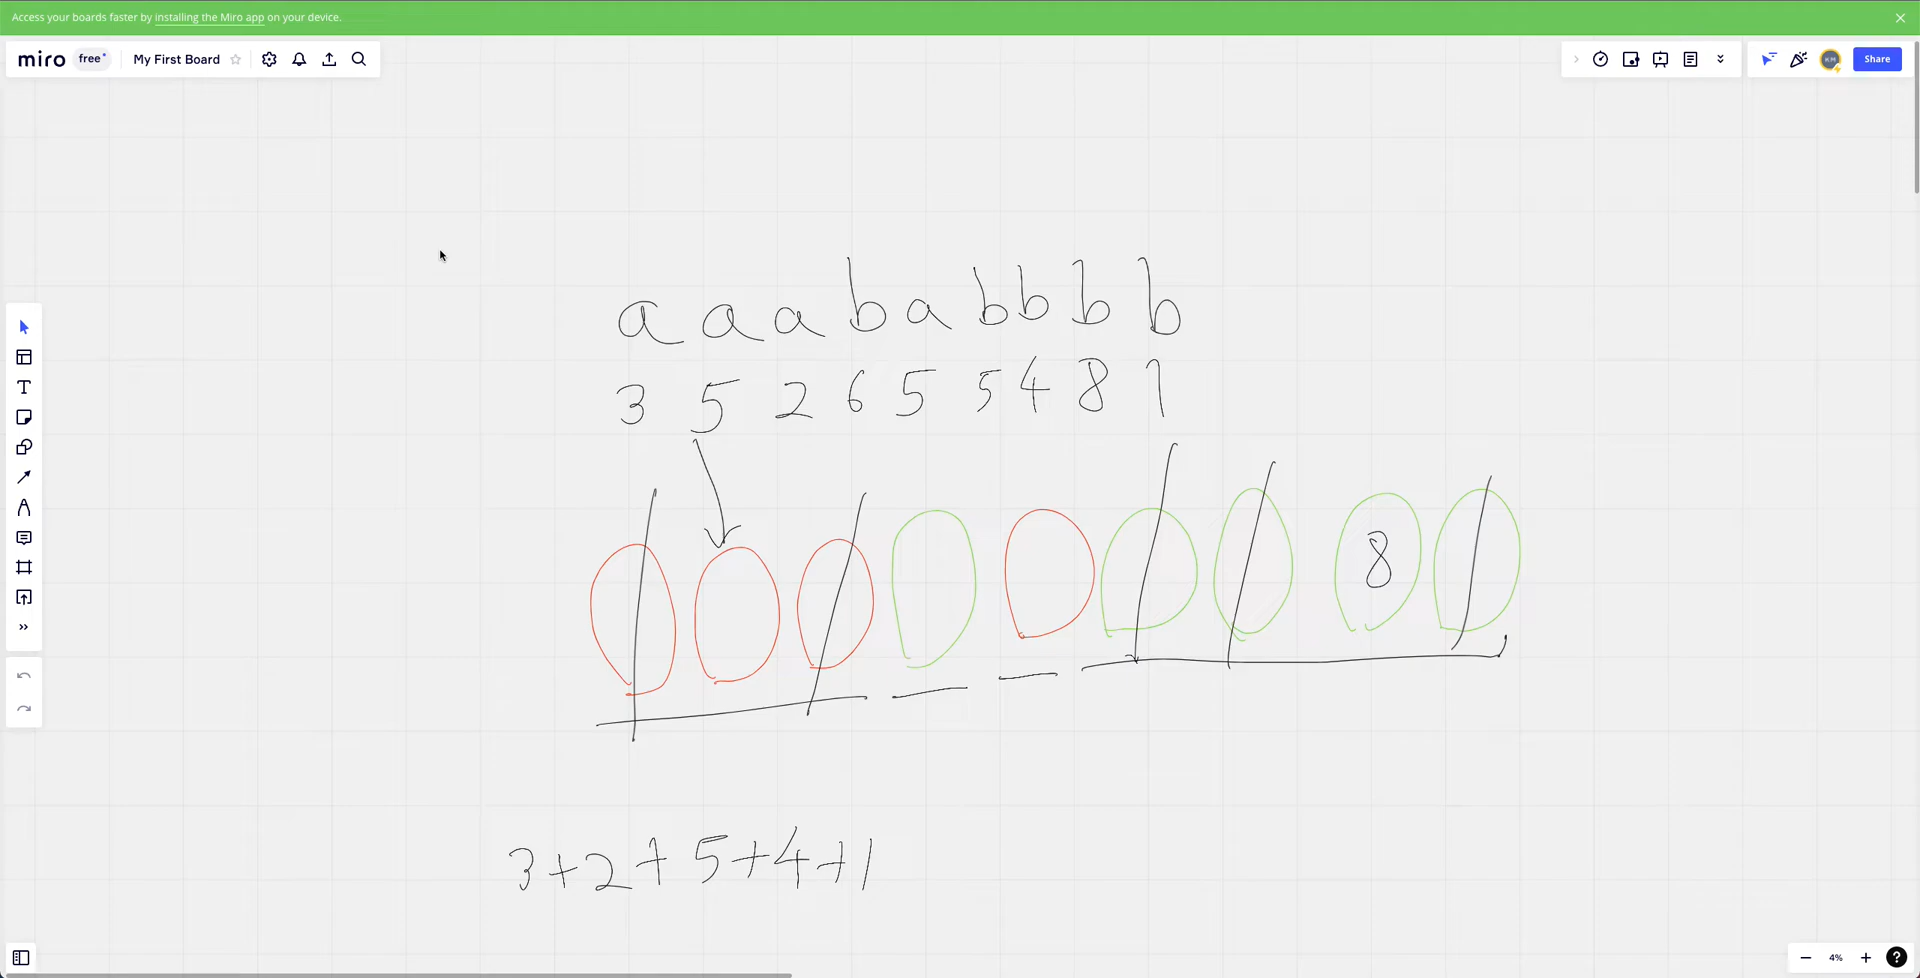 Access your boards faster by installing the Miro app on your device.
miro free My First Board
Share
a a a b a b b b b
3 5 2 6 5 5 4 8 1
8
3+2+5+4+1
4%